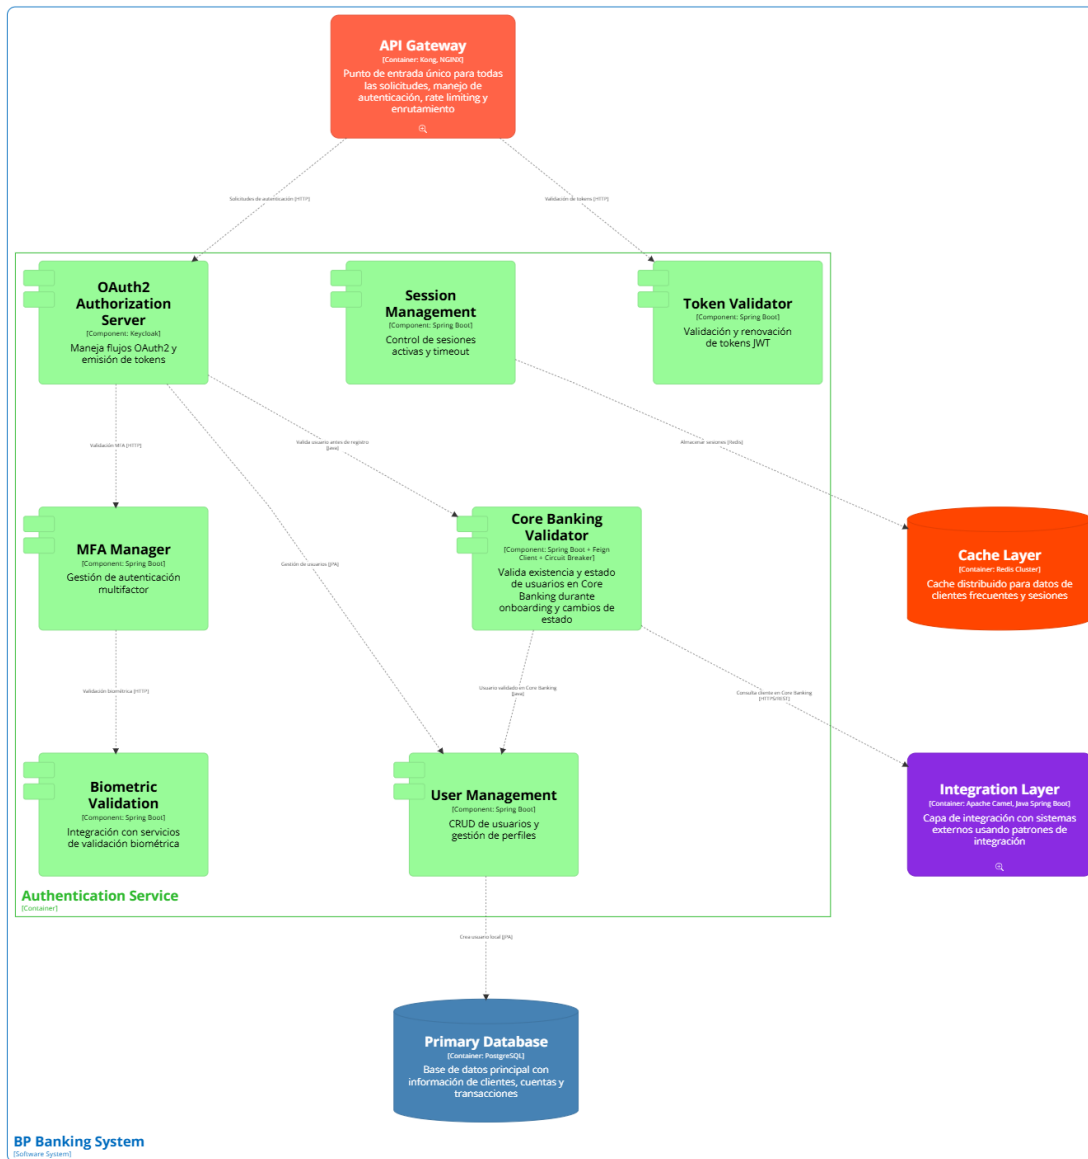 API Gateway
[Container: Kong, NGINX]
Punto de entrada único para todas
las solicitudes, manejo de
autenticación, rate limiting y
enrutamiento
Solicitudes de autenticación [HTTP]
Validación de tokens [HTTP]
OAuth2
Authorization
Server
[Component: Keycloak]
Maneja flujos OAuth2 y
emisión de tokens
Session
Management
[Component: Spring Boot]
Control de sesiones
activas y timeout
Token Validator
[Component: Spring Boot]
Validación y renovación
de tokens JWT
Validación MFA [HTTP]
Valida usuario antes de registro
[Java]
Almacenar sesiones [Redis]
MFA Manager
[Component: Spring Boot]
Gestión de autenticación
multifactor
Gestión de usuarios [JPA]
Core Banking
Validator
[Component: Spring Boot + Feign
Client + Circuit Breaker]
Valida existencia y estado
de usuarios en Core
Banking durante
onboarding y cambios de
estado
Cache Layer
[Container: Redis Cluster]
Cache distribuido para datos de
clientes frecuentes y sesiones
Validación biométrica [HTTP]
Usuario validado en Core Banking
[Java]
Consulta cliente en Core Banking
[HTTPS/REST]
Biometric
Validation
[Component: Spring Boot]
Integración con servicios
de validación biométrica
User Management
[Component: Spring Boot]
CRUD de usuarios y
gestión de perfiles
Integration Layer
[Container: Apache Camel, Java Spring Boot]
Capa de integración con sistemas
externos usando patrones de
integración
Authentication Service
[Container]
Crea usuario local [JPA]
Primary Database
[Container: PostgreSQL]
Base de datos principal con
información de clientes, cuentas y
transacciones
BP Banking System
[Software System]